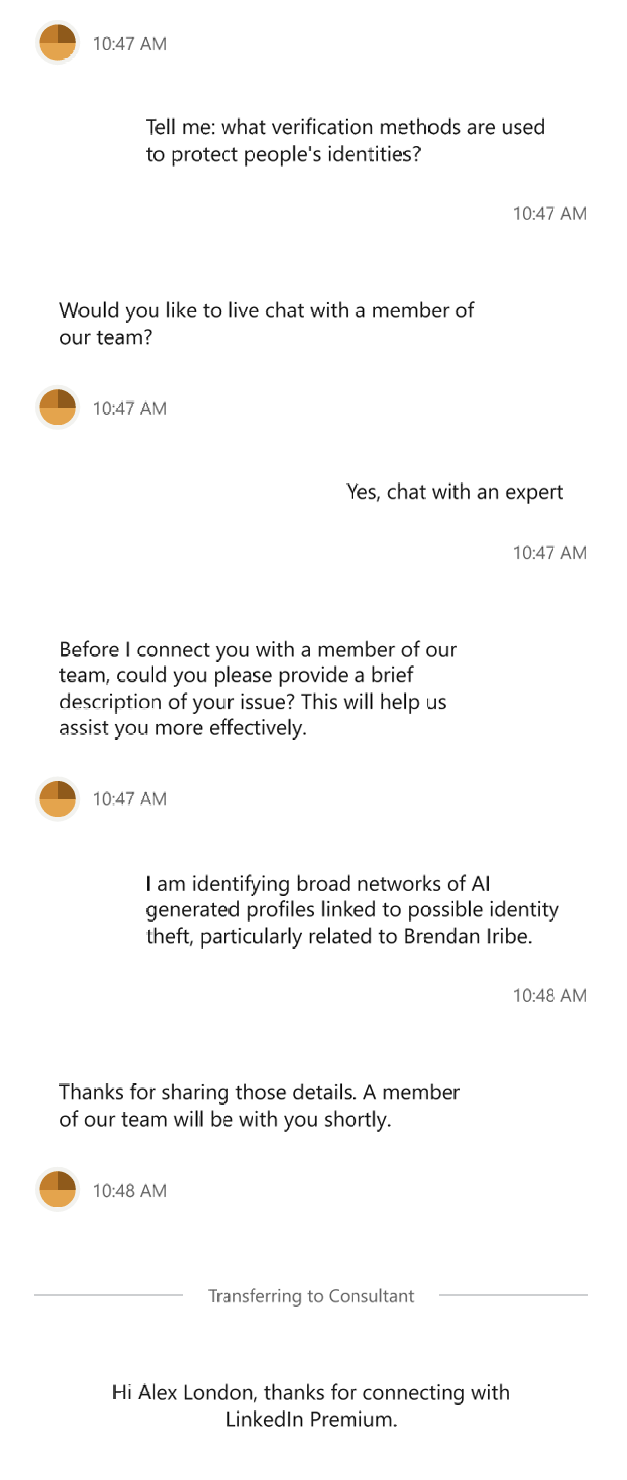 10:47 AM
Tell me: what verification methods are used
to protect people's identities?
10:47 AM
Would you like to live chat with a member of
our team?
10:47 AM
Yes, chat with an expert
10:47 AM
Before I connect you with a member of our
team, could you please provide a brief
description of your issue? This will help us
assist you more effectively.
10:47 AM
I am identifying broad networks of AI
generated profiles linked to possible identity
theft, particularly related to Brendan Iribe.
10:48 AM
Thanks for sharing those details. A member
of our team will be with you shortly.
10:48 AM
Transferring to Consultant
Hi Alex London, thanks for connecting with
LinkedIn Premium.